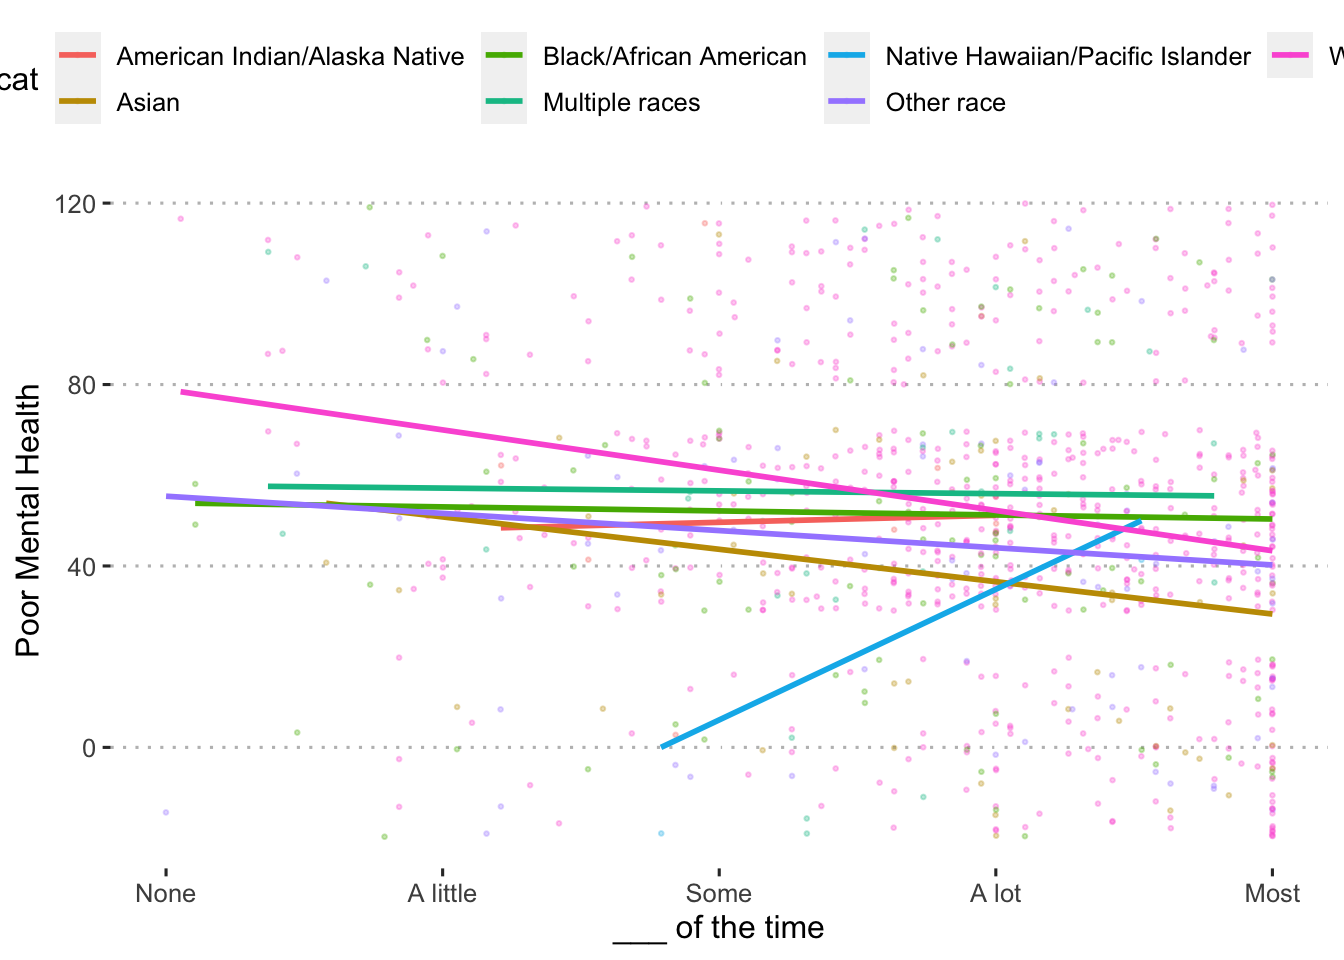 cat
American Indian/Alaska Native
Black/African American
Native Hawaiian/Pacific Islander
Asian
Multiple races
Other race
120
80
40
0
Poor Mental Health
None
A little
Some
A lot
Most
___ of the time